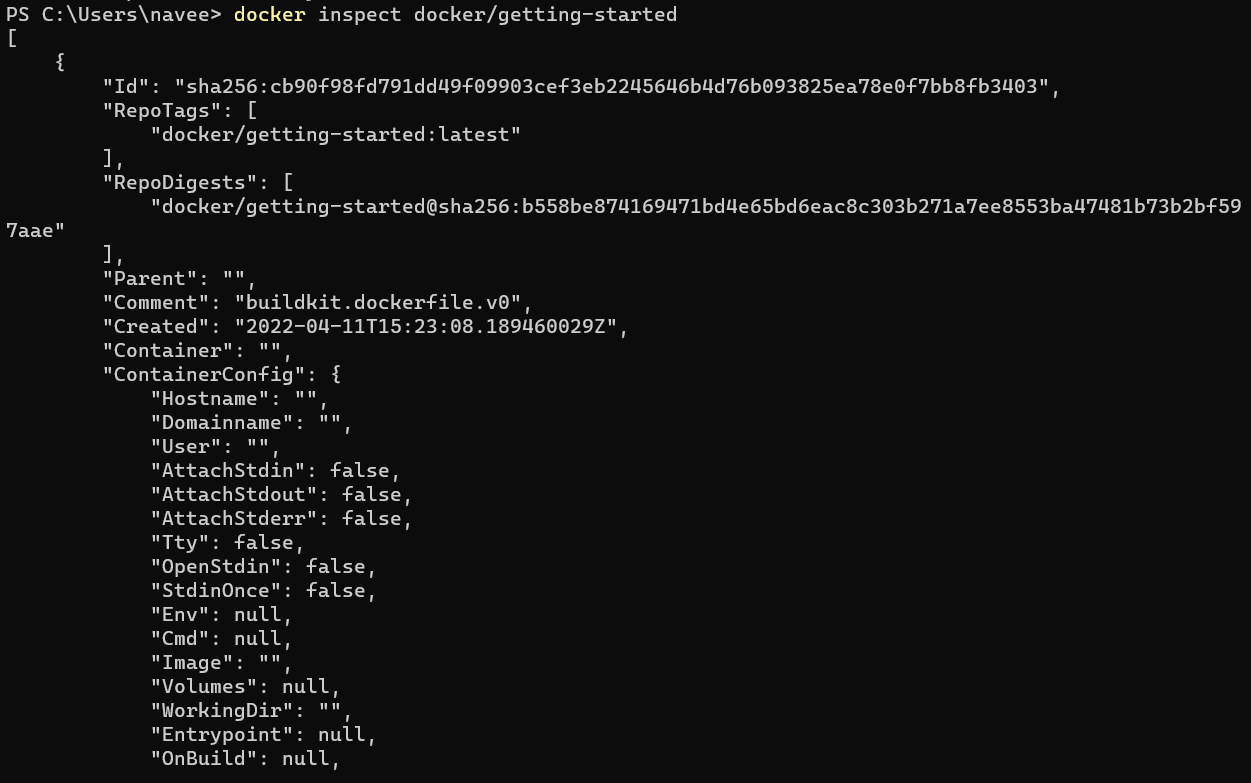 PS C:\Users\navee> docker inspect docker/getting-started
[
    {
        "Id": "sha256:cb90f98fd791dd49f09903cef3eb2245646b4d76b093825ea78e0f7bb8fb3403",
        "RepoTags": [
            "docker/getting-started:latest"
        ],
        "RepoDigests": [
            "docker/getting-started@sha256:b558be874169471bd4e65bd6eac8c303b271a7ee8553ba47481b73b2bf59
7aae"
        ],
        "Parent": "",
        "Comment": "buildkit.dockerfile.v0",
        "Created": "2022-04-11T15:23:08.189460029Z",
        "Container": "",
        "ContainerConfig": {
            "Hostname": "",
            "Domainname": "",
            "User": "",
            "AttachStdin": false,
            "AttachStdout": false,
            "AttachStderr": false,
            "Tty": false,
            "OpenStdin": false,
            "StdinOnce": false,
            "Env": null,
            "Cmd": null,
            "Image": "",
            "Volumes": null,
            "WorkingDir": "",
            "Entrypoint": null,
            "OnBuild": null,